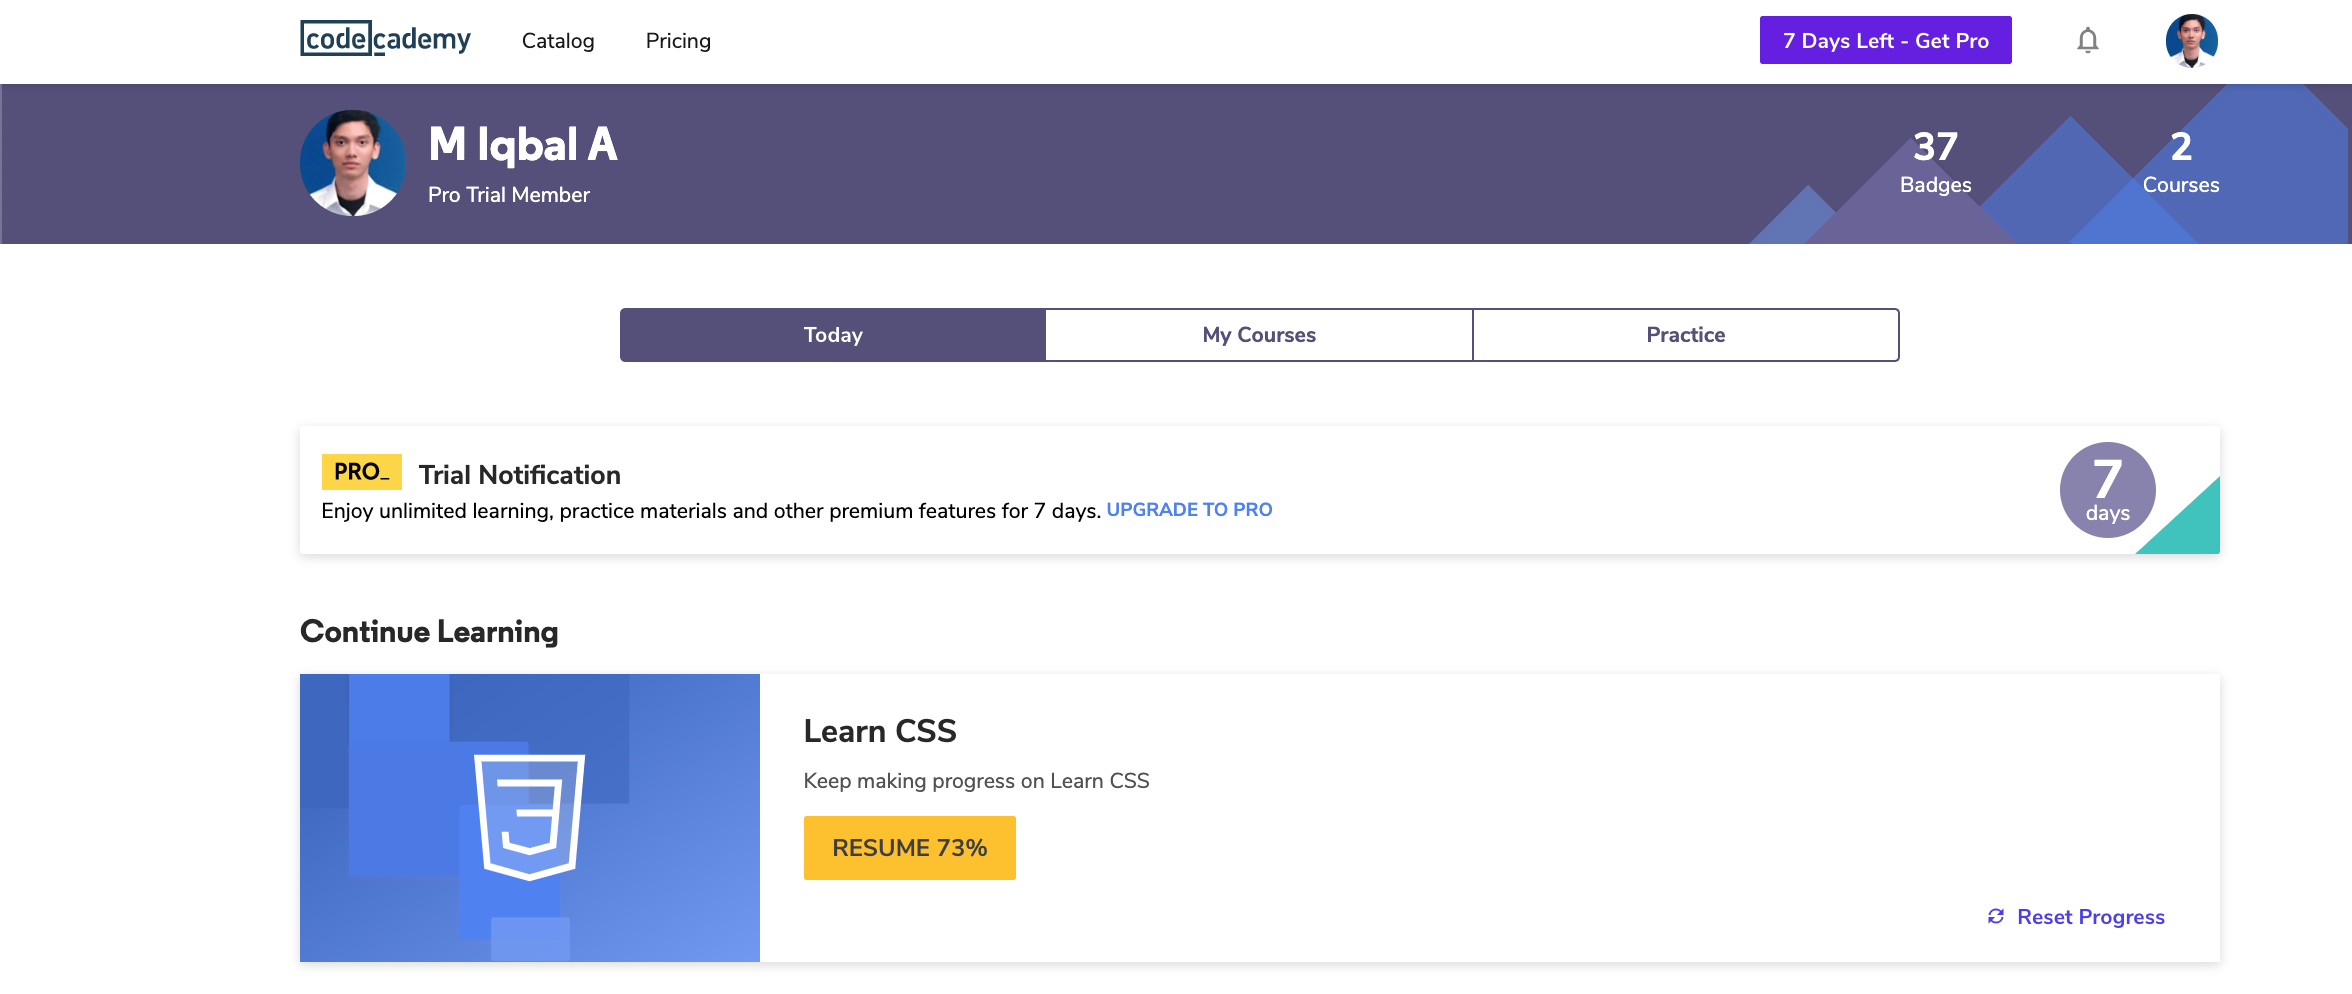 codecademy
Catalog
Pricing
7 Days Left - Get Pro
M Iqbal A
Pro Trial Member
37
Badges
2
Courses
Today
My Courses
Practice
PRO_
Trial Notification
Enjoy unlimited learning, practice materials and other premium features for 7 days. UPGRADE TO PRO
7
days
Continue Learning
Learn CSS
Keep making progress on Learn CSS
RESUME 73%
Reset Progress